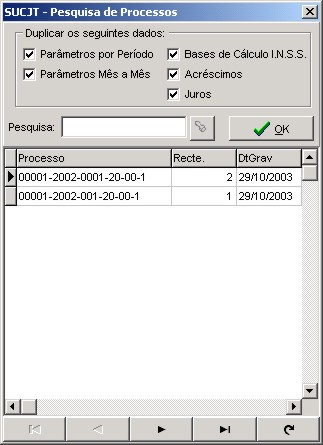 SUCJT - Pesquisa de Processos
Duplicar os seguintes dados:
Parâmetros por Período
Bases de Cálculo I.N.S.S.
Parâmetros Mês a Mês
Acréscimos
Juros
Pesquisa:
OK
Processo Recte. DtGrav
00001-2002-0001-20-00-1 2 29/10/2003
00001-2002-001-20-00-1 1 29/10/2003